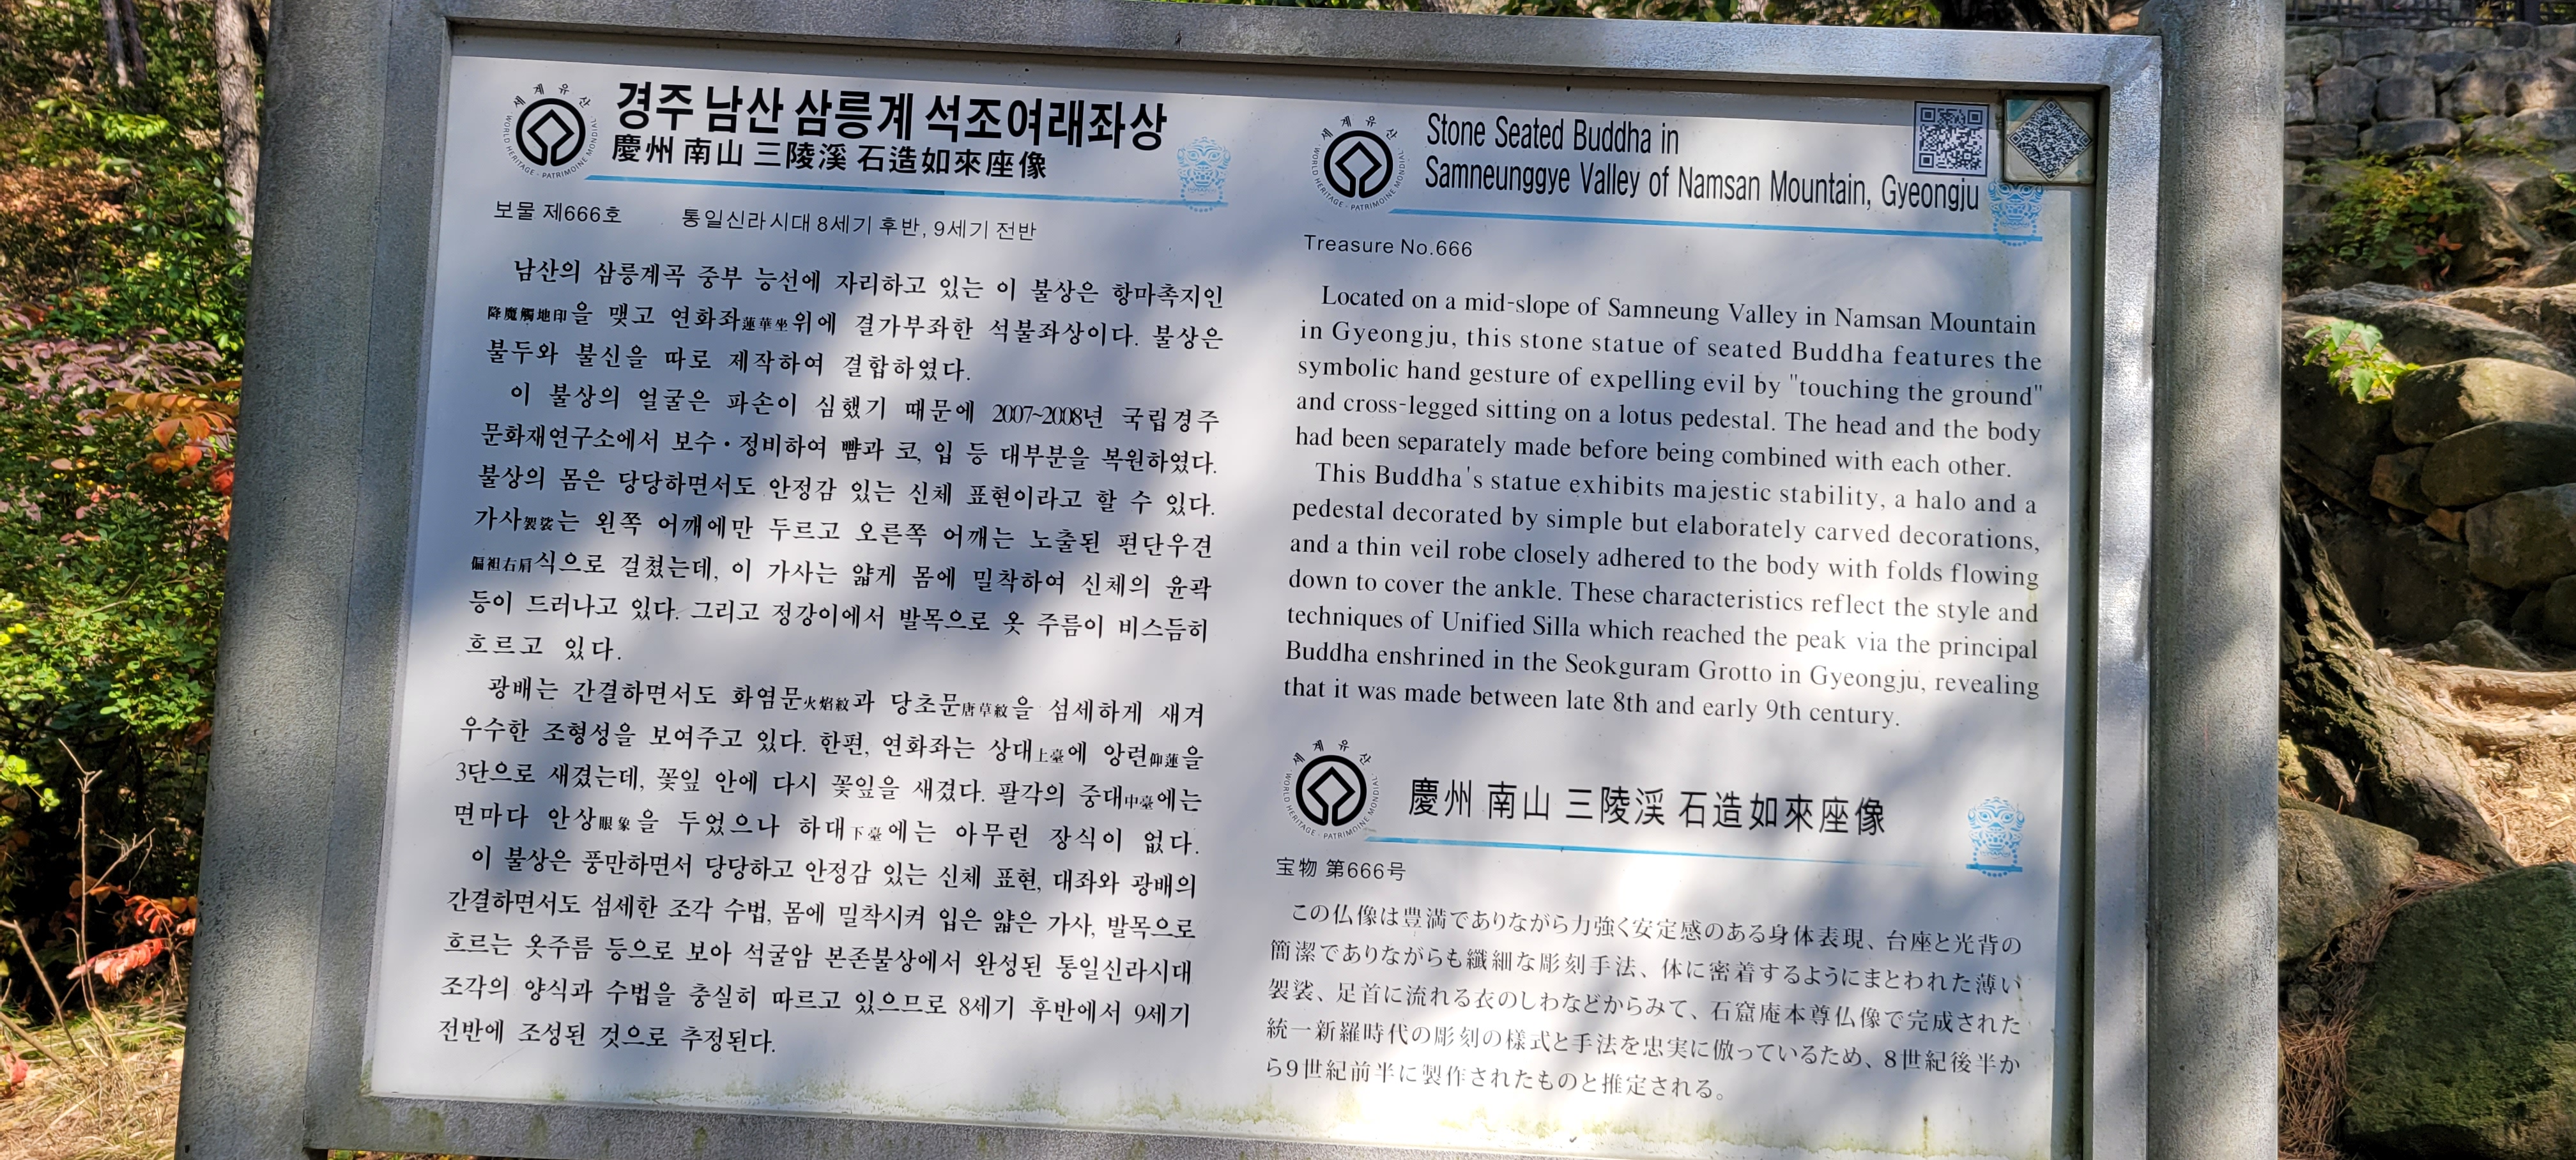 세계유산
WORLD HERITAGE · PATRIMOINE MONDIAL
경주 남산 삼릉계 석조여래좌상
慶州 南山 三陵溪 石造如來座像
보물 제666호 통일신라시대 8세기 후반, 9세기 전반
남산의 삼릉계곡 중부 능선에 자리하고 있는 이 불상은 항마촉지인
降魔觸地印을 맺고 연화좌蓮華坐위에 결가부좌한 석불좌상이다. 불상은
불두와 불신을 따로 제작하여 결합하였다.
이 불상의 얼굴은 파손이 심했기 때문에 2007~2008년 국립경주
문화재연구소에서 보수・정비하여 뺨과 코, 입 등 대부분을 복원하였다.
불상의 몸은 당당하면서도 안정감 있는 신체 표현이라고 할 수 있다.
가사袈裟는 왼쪽 어깨에만 두르고 오른쪽 어깨는 노출된 편단우견
偏袒右肩식으로 걸쳤는데, 이 가사는 얇게 몸에 밀착하여 신체의 윤곽
등이 드러나고 있다. 그리고 정강이에서 발목으로 옷 주름이 비스듬히
흐르고 있다.
광배는 간결하면서도 화염문火焰紋과 당초문唐草紋을 섬세하게 새겨
우수한 조형성을 보여주고 있다. 한편, 연화좌는 상대上臺에 앙련仰蓮을
3단으로 새겼는데, 꽃잎 안에 다시 꽃잎을 새겼다. 팔각의 중대中臺에는
면마다 안상眼象을 두었으나 하대下臺에는 아무런 장식이 없다.
이 불상은 풍만하면서 당당하고 안정감 있는 신체 표현, 대좌와 광배의
간결하면서도 섬세한 조각 수법, 몸에 밀착시켜 입은 얇은 가사, 발목으로
흐르는 옷주름 등으로 보아 석굴암 본존불상에서 완성된 통일신라시대
조각의 양식과 수법을 충실히 따르고 있으므로 8세기 후반에서 9세기
전반에 조성된 것으로 추정된다.
세계유산
WORLD HERITAGE · PATRIMOINE MONDIAL
Stone Seated Buddha in
Samneunggye Valley of Namsan Mountain, Gyeongju
Treasure No.666
Located on a mid-slope of Samneung Valley in Namsan Mountain
in Gyeongju, this stone statue of seated Buddha features the
symbolic hand gesture of expelling evil by "touching the ground"
and cross-legged sitting on a lotus pedestal. The head and the body
had been separately made before being combined with each other.
This Buddha's statue exhibits majestic stability, a halo and a
pedestal decorated by simple but elaborately carved decorations,
and a thin veil robe closely adhered to the body with folds flowing
down to cover the ankle. These characteristics reflect the style and
techniques of Unified Silla which reached the peak via the principal
Buddha enshrined in the Seokguram Grotto in Gyeongju, revealing
that it was made between late 8th and early 9th century.
세계유산
WORLD HERITAGE · PATRIMOINE MONDIAL
慶州 南山 三陵渓 石造如來座像
宝物 第666号
この仏像は豊満でありながら力強く安定感のある身体表現、台座と光背の
簡潔でありながらも繊細な彫刻手法、体に密着するようにまとわれた薄い
袈裟、足首に流れる衣のしわなどからみて、石窟庵本尊仏像で完成された
統一新羅時代の彫刻の様式と手法を忠実に倣っているため、8世紀後半か
ら9世紀前半に製作されたものと推定される。